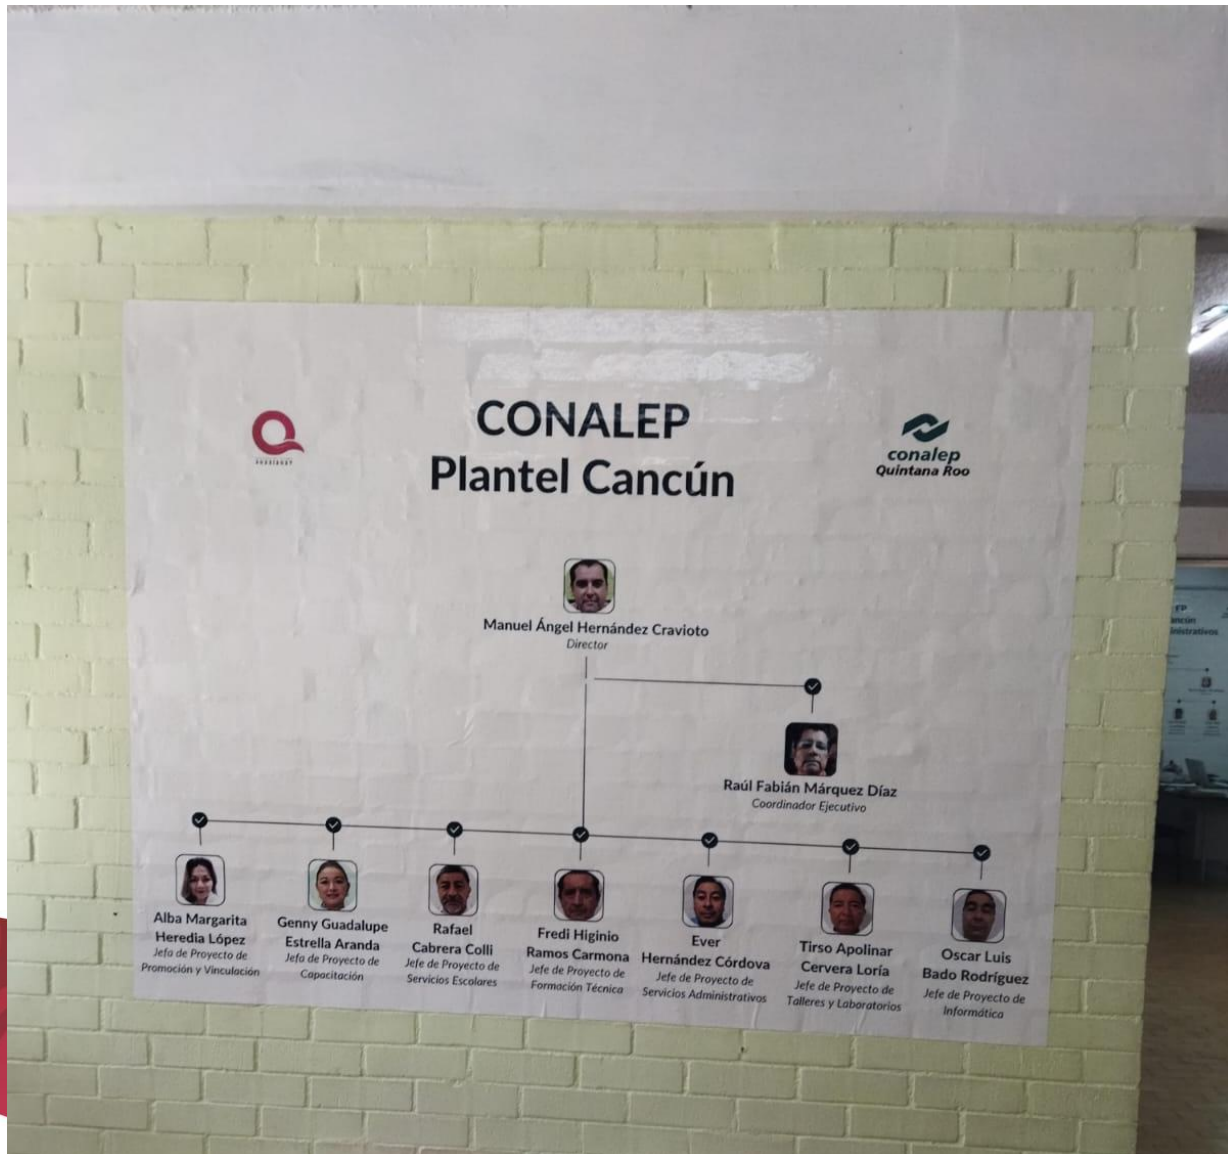 CONALEP
Plantel Cancún
conalep
Quintana Roo
Manuel Ángel Hernández Cravioto
Director
Raúl Fabián Márquez Díaz
Coordinador Ejecutivo
Alba Margarita
Heredia López
Jefa de Proyecto de
Promoción y Vinculación
Genny Guadalupe
Estrella Aranda
Jefa de Proyecto de
Capacitación
Rafael
Cabrera Colli
Jefe de Proyecto de
Servicios Escolares
Fredi Higinio
Ramos Carmona
Jefe de Proyecto de
Formación Técnica
Ever
Hernández Córdova
Jefe de Proyecto de
Servicios Administrativos
Tirso Apolinar
Cervera Loría
Jefe de Proyecto de
Talleres y Laboratorios
Oscar Luis
Bado Rodríguez
Jefe de Proyecto de
Informática